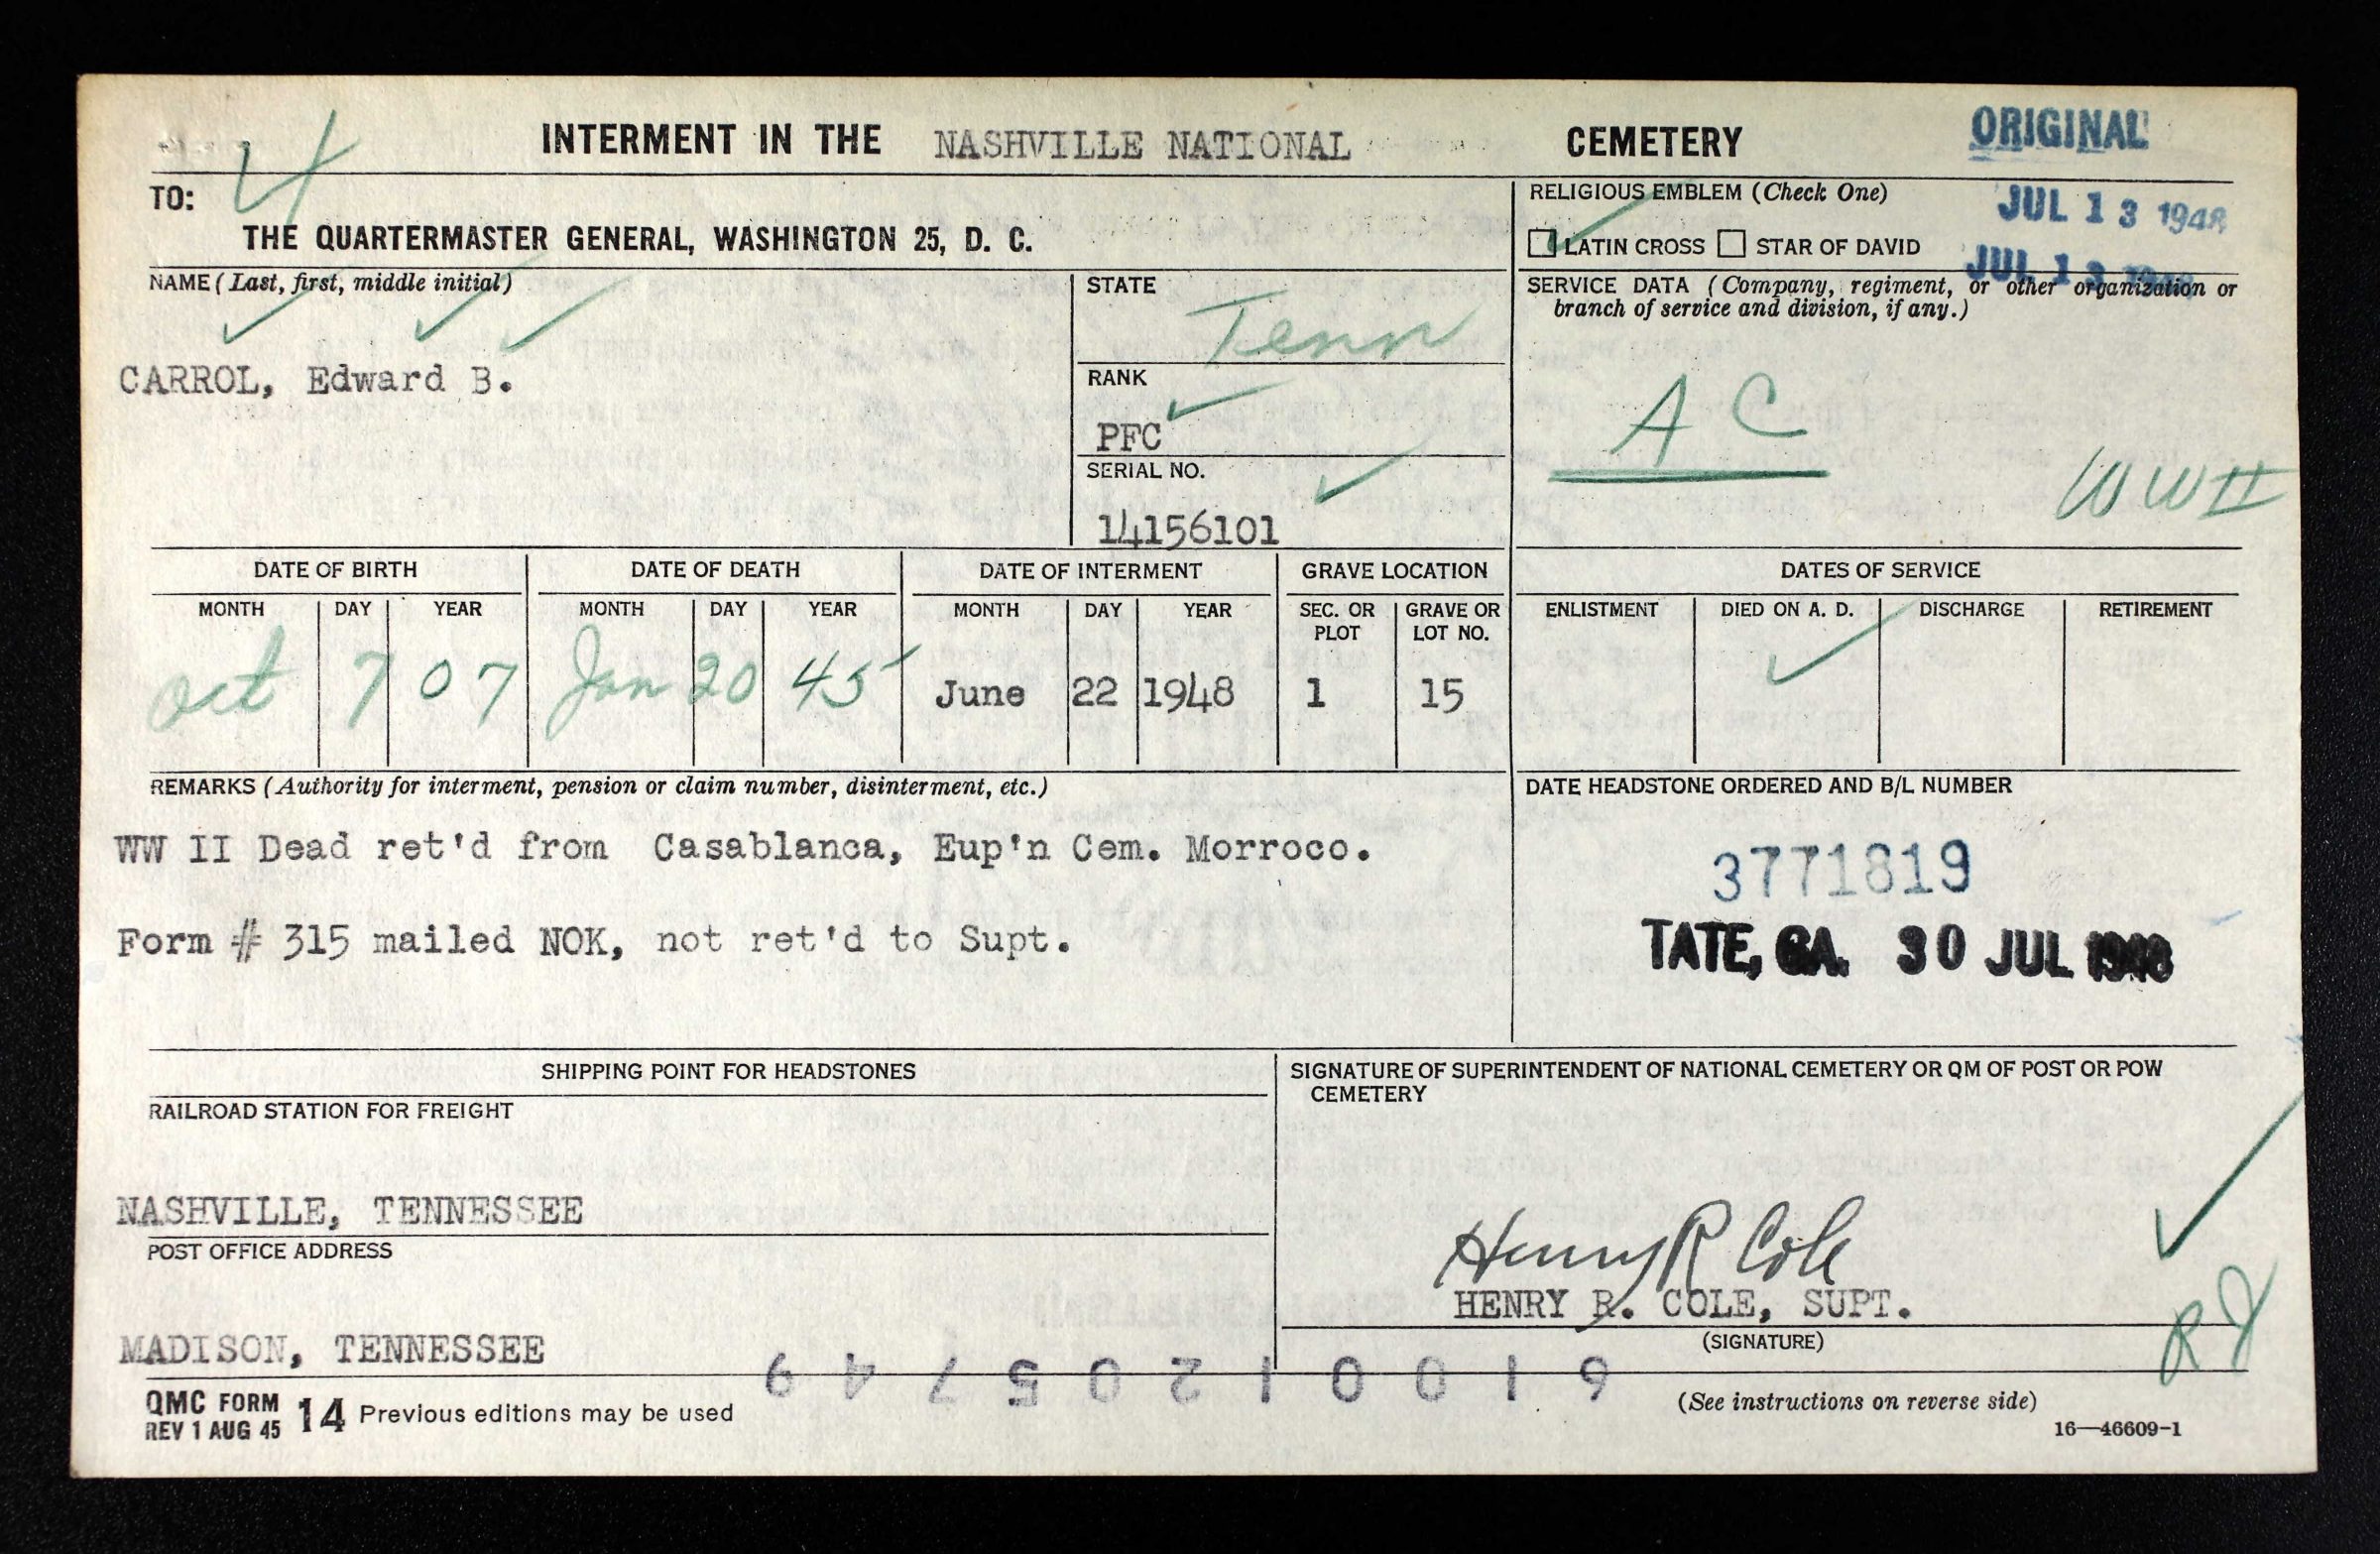 INTERMENT IN THE NASHVILLE NATIONAL CEMETERY
ORIGINAL
4
TO:
THE QUARTERMASTER GENERAL, WASHINGTON 25, D. C.
RELIGIOUS EMBLEM (Check One)
JUL 13 1948
LATIN CROSS STAR OF DAVID
JUL 13 1948
NAME (Last, first, middle initial)
CARROL, Edward B.
STATE
Tenn
RANK
PFC
SERIAL NO.
14156101
SERVICE DATA (Company, regiment, or other organization or
branch of service and division, if any.)
A C
WW II
DATE OF BIRTH DATE OF DEATH DATE OF INTERMENT GRAVE LOCATION DATES OF SERVICE
MONTH DAY YEAR MONTH DAY YEAR MONTH DAY YEAR SEC. OR PLOT GRAVE OR LOT NO. ENLISTMENT DIED ON A. D. DISCHARGE RETIREMENT
Oct 7 07 Jan 20 45 June 22 1948 1 15
REMARKS (Authority for interment, pension or claim number, disinterment, etc.)
WW II Dead ret'd from Casablanca, Eup'n Cem. Morroco.
Form # 315 mailed NOK, not ret'd to Supt.
DATE HEADSTONE ORDERED AND B/L NUMBER
3771819
TATE, GA. 30 JUL 1948
SHIPPING POINT FOR HEADSTONES
RAILROAD STATION FOR FREIGHT
NASHVILLE, TENNESSEE
POST OFFICE ADDRESS
MADISON, TENNESSEE
SIGNATURE OF SUPERINTENDENT OF NATIONAL CEMETERY OR QM OF POST OR POW
CEMETERY
Henry R Cole
HENRY R. COLE, SUPT.
(SIGNATURE)
RJ
61001205749
QMC FORM 14 Previous editions may be used
REV 1 AUG 45
(See instructions on reverse side)
16—46609-1